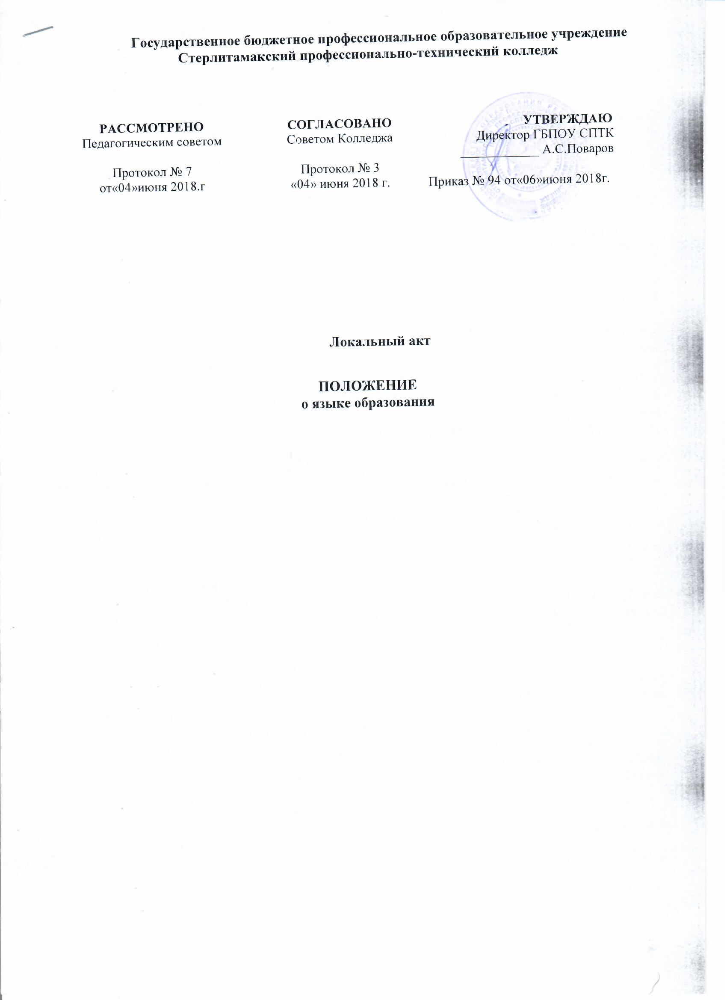 Государственное бюджетное профессиональное образовательное учреждение
Стерлитамакский профессионально-технический колледж
РАССМОТРЕНО
Педагогическим советом
Протокол № 7
от«04»июня 2018.г
СОГЛАСОВАНО
Советом Колледжа
Протокол № 3
«04» июня 2018 г.
УТВЕРЖДАЮ
Директор ГБПОУ СПТК
____________ А.С.Поваров
Приказ № 94 от«06»июня 2018г.
Локальный акт
ПОЛОЖЕНИЕ
о языке образования